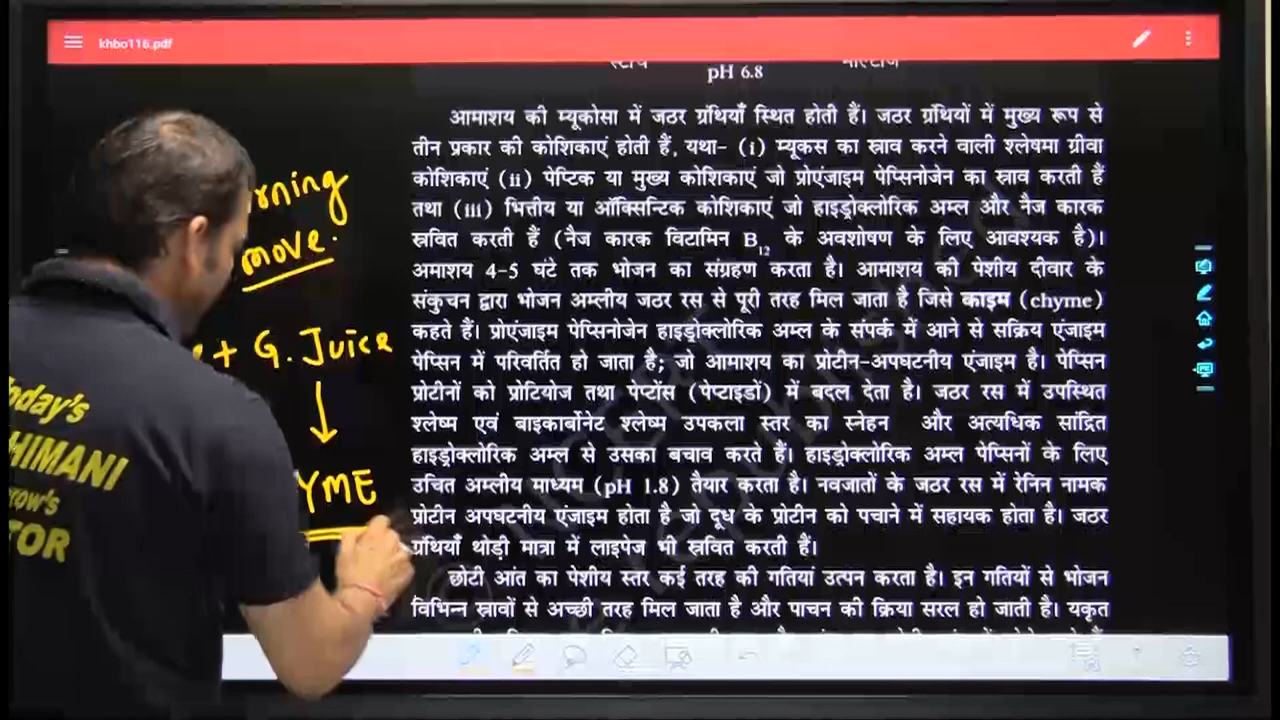 khbo116.pdf
pH 6.8
आमाशय की म्यूकोसा में जठर ग्रंथियाँ स्थित होती हैं। जठर ग्रंथियों में मुख्य रूप से
तीन प्रकार की कोशिकाएं होती हैं, यथा- (i) म्यूकस का स्राव करने वाली श्लेषमा ग्रीवा
कोशिकाएं (ii) पेप्टिक या मुख्य कोशिकाएं जो प्रोएंजाइम पेप्सिनोजेन का स्राव करती हैं
तथा (iii) भित्तीय या ऑक्सिन्टिक कोशिकाएं जो हाइड्रोक्लोरिक अम्ल और नैज कारक
स्रवित करती हैं (नैज कारक विटामिन B12 के अवशोषण के लिए आवश्यक है)।
अमाशय 4-5 घंटे तक भोजन का संग्रहण करता है। आमाशय की पेशीय दीवार के
संकुचन द्वारा भोजन अम्लीय जठर रस से पूरी तरह मिल जाता है जिसे काइम (chyme)
कहते हैं। प्रोएंजाइम पेप्सिनोजेन हाइड्रोक्लोरिक अम्ल के संपर्क में आने से सक्रिय एंजाइम
पेप्सिन में परिवर्तित हो जाता है; जो आमाशय का प्रोटीन-अपघटनीय एंजाइम है। पेप्सिन
प्रोटीनों को प्रोटियोज तथा पेप्टोंस (पेप्टाइडों) में बदल देता है। जठर रस में उपस्थित
श्लेष्म एवं बाइकार्बोनेट श्लेष्म उपकला स्तर का स्नेहन और अत्यधिक सांद्रित
हाइड्रोक्लोरिक अम्ल से उसका बचाव करते हैं। हाइड्रोक्लोरिक अम्ल पेप्सिनों के लिए
उचित अम्लीय माध्यम (pH 1.8) तैयार करता है। नवजातों के जठर रस में रेनिन नामक
प्रोटीन अपघटनीय एंजाइम होता है जो दूध के प्रोटीन को पचाने में सहायक होता है। जठर
ग्रंथियाँ थोड़ी मात्रा में लाइपेज भी स्रवित करती हैं।
छोटी आंत का पेशीय स्तर कई तरह की गतियां उत्पन करता है। इन गतियों से भोजन
विभिन्न स्रावों से अच्छी तरह मिल जाता है और पाचन की क्रिया सरल हो जाती है। यकृत
rning
move.
+ G. Juice
YME
oday's
HIMANI
row's
TOR